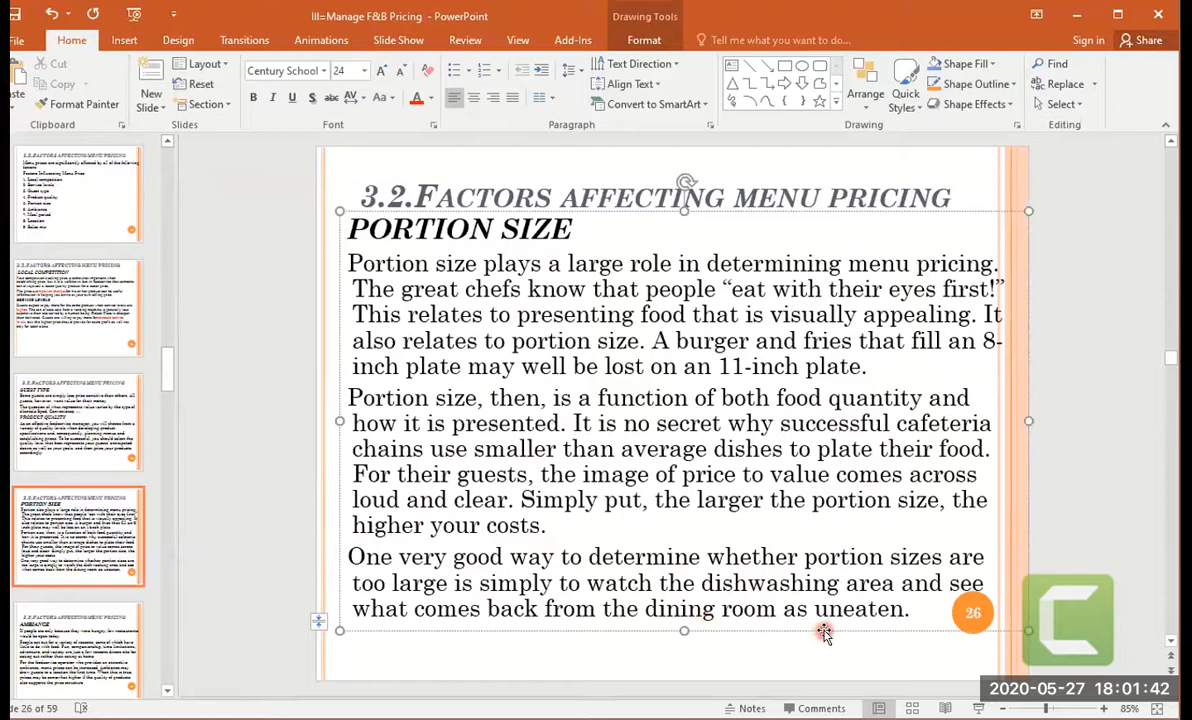 III=Manage F&B Pricing - PowerPoint
Drawing Tools
File Home Insert Design Transitions Animations Slide Show Review View Add-Ins Format Tell me what you want to do... Sign in Share
Cut
Copy
Format Painter
Clipboard
New Slide
Layout
Reset
Section
Slides
Century School 24
Font
Text Direction
Align Text
Convert to SmartArt
Paragraph
Arrange
Quick Styles
Shape Fill
Shape Outline
Shape Effects
Drawing
Find
Replace
Select
Editing
3.2.FACTORS AFFECTING MENU PRICING
PORTION SIZE
Portion size plays a large role in determining menu pricing.
The great chefs know that people “eat with their eyes first!”
This relates to presenting food that is visually appealing. It
also relates to portion size. A burger and fries that fill an 8-
inch plate may well be lost on an 11-inch plate.
Portion size, then, is a function of both food quantity and
how it is presented. It is no secret why successful cafeteria
chains use smaller than average dishes to plate their food.
For their guests, the image of price to value comes across
loud and clear. Simply put, the larger the portion size, the
higher your costs.
One very good way to determine whether portion sizes are
too large is simply to watch the dishwashing area and see
what comes back from the dining room as uneaten.
26
2020-05-27 18:01:42
de 26 of 59
Notes
Comments
85%